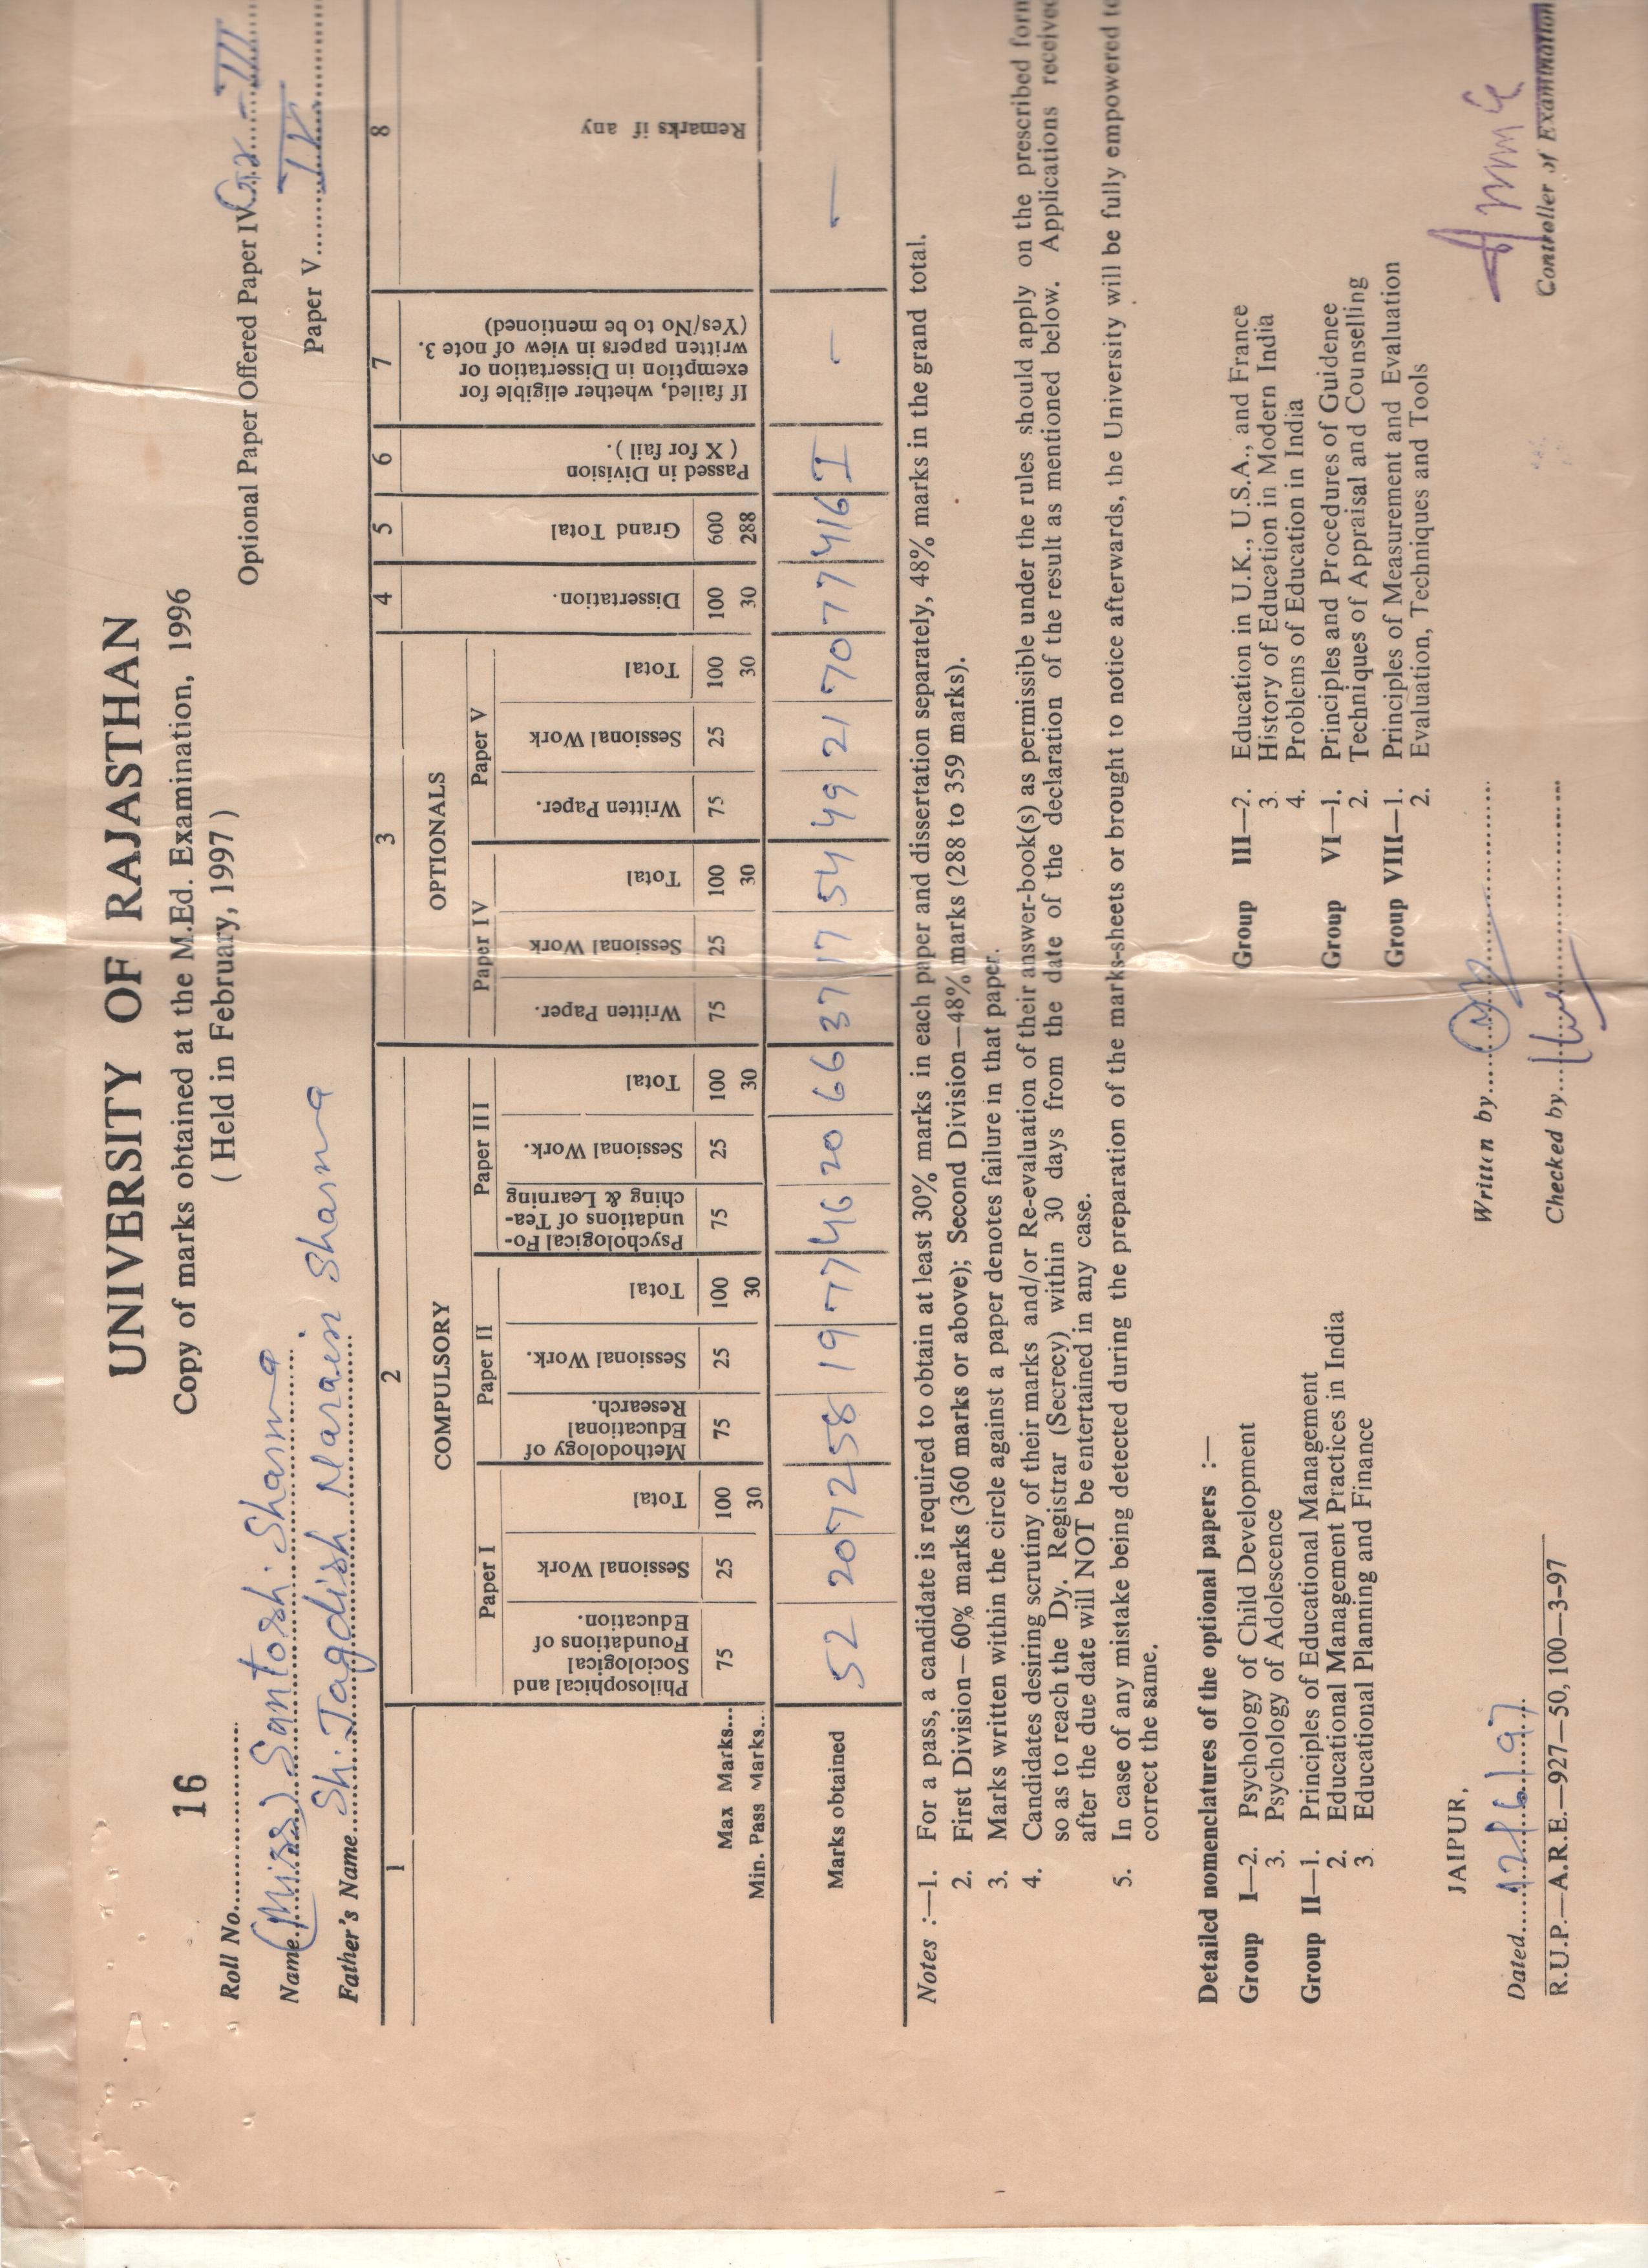 UNIVERSITY OF RAJASTHAN
Copy of marks obtained at the M.Ed. Examination, 1996
( Held in February, 1997 )
16
Roll No.
Optional Paper Offered Paper IV Gr. - III
Name (Miss) Santosh Sharma
Paper V IV
Father's Name Sh. Jagdish Narain Sharma
1 2 3 4 5 6 7 8
COMPULSORY OPTIONALS
Paper I Paper II Paper III Paper IV Paper V
Philosophical and Sociological Foundations of Education.
Sessional Work
Total
Methodology of Educational Research.
Sessional Work.
Total
Psychological Fo-undations of Tea-ching & Learning
Sessional Work.
Total
Written Paper.
Sessional Work
Total
Written Paper.
Sessional Work
Total
Dissertation.
Grand Total
Passed in Division ( X for fail ).
If failed, whether eligible for exemption in Dissertation or written papers in view of note 3. (Yes/No to be mentioned)
Remarks if any
Max Marks... 75 25 100 75 25 100 75 25 100 75 25 100 75 25 100 100 600
Min. Pass Marks.. 30 30 30 30 30 30 288
Marks obtained 52 20 72 58 19 77 46 20 66 37 17 54 49 21 70 77 416 I — —
Notes :—1. For a pass, a candidate is required to obtain at least 30% marks in each paper and dissertation separately, 48% marks in the grand total.
2. First Division—60% marks (360 marks or above); Second Division—48% marks (288 to 359 marks).
3. Marks written within the circle against a paper denotes failure in that paper.
4. Candidates desiring scrutiny of their marks and/or Re-evaluation of their answer-book(s) as permissible under the rules should apply on the prescribed form
so as to reach the Dy. Registrar (Secrecy) within 30 days from the date of the declaration of the result as mentioned below. Applications received
after the due date will NOT be entertained in any case.
5. In case of any mistake being detected during the preparation of the marks-sheets or brought to notice afterwards, the University will be fully empowered to
correct the same.
Detailed nomenclatures of the optional papers :—
Group I—2. Psychology of Child Development
3. Psychology of Adolescence
Group II—1. Principles of Educational Management
2. Educational Management Practices in India
3 Educational Planning and Finance
Group III—2. Education in U.K., U.S.A., and France
3. History of Education in Modern India
4. Problems of Education in India
Group VI—1. Principles and Procedures of Guidenee
2. Techniques of Appraisal and Counselling
Group VIII—1. Principles of Measurement and Evaluation
2. Evaluation, Techniques and Tools
JAIPUR.
Written by
Dated 12/6/97
Checked by
Controller of Examination
R.U.P.—A.R.E.—927—50,100—3-97